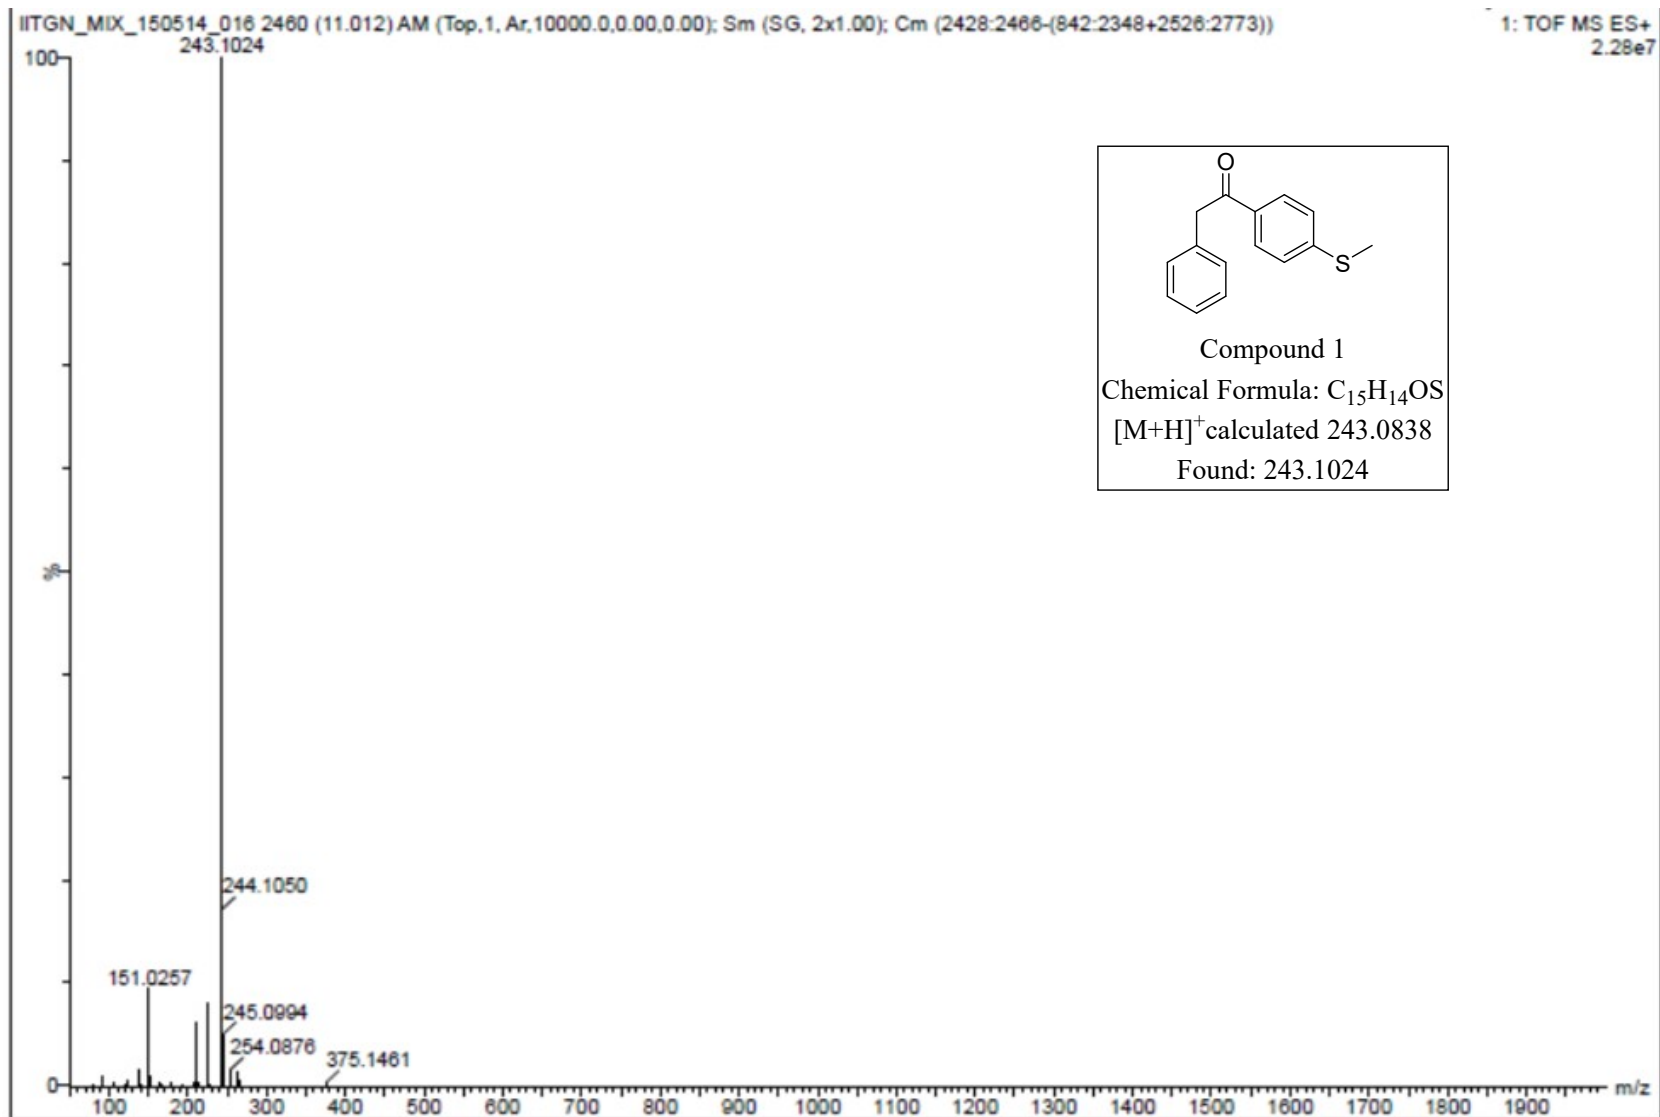 IITGN_MIX_150514_016 2460 (11.012) AM (Top,1, Ar,10000.0,0.00,0.00); Sm (SG, 2x1.00); Cm (2428:2466-(842:2348+2526:2773))
1: TOF MS ES+
2.28e7
243.1024
100
%
0
O
S
Compound 1
Chemical Formula: C₁₅H₁₄OS
[M+H]⁺calculated 243.0838
Found: 243.1024
244.1050
151.0257
245.0994
254.0876
375.1461
100 200 300 400 500 600 700 800 900 1000 1100 1200 1300 1400 1500 1600 1700 1800 1900 m/z